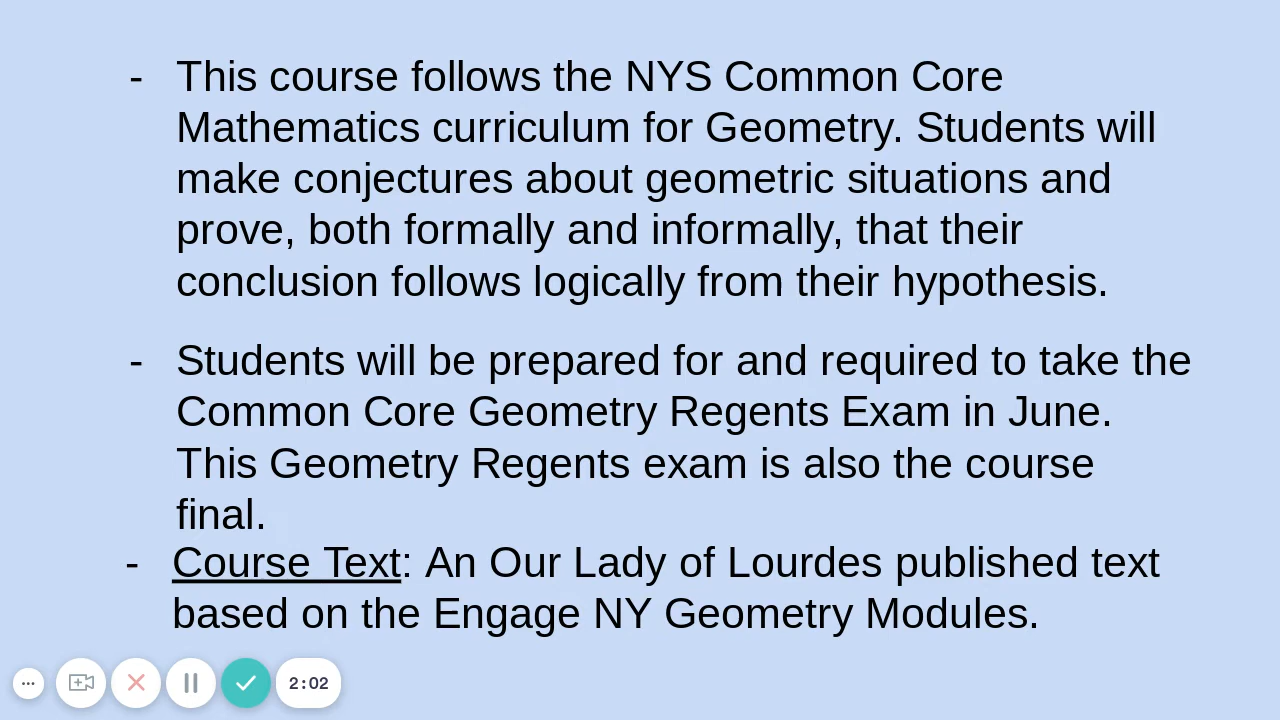 - This course follows the NYS Common Core
Mathematics curriculum for Geometry. Students will
make conjectures about geometric situations and
prove, both formally and informally, that their
conclusion follows logically from their hypothesis.
- Students will be prepared for and required to take the
Common Core Geometry Regents Exam in June.
This Geometry Regents exam is also the course
final.
- Course Text: An Our Lady of Lourdes published text
based on the Engage NY Geometry Modules.
2:02